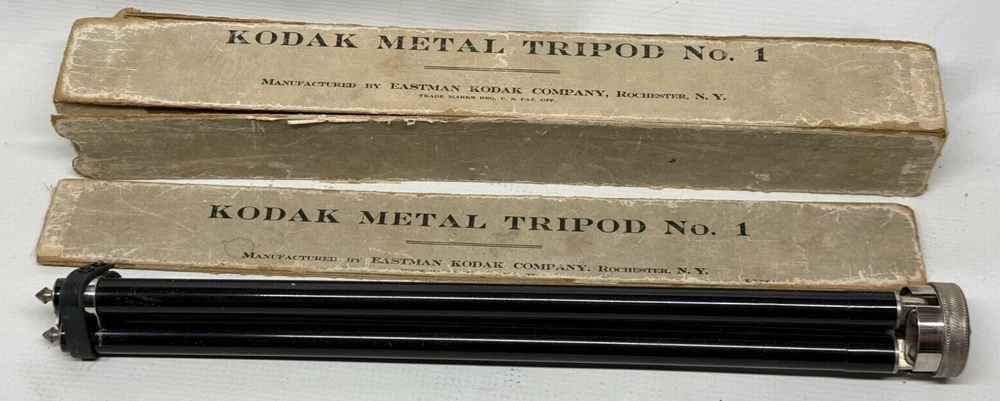 KODAK METAL TRIPOD NO. 1
MANUFACTURED BY EASTMAN KODAK COMPANY, ROCHESTER, N. Y.
TRADE MARKS REG. U. S. PAT. OFF.
KODAK METAL TRIPOD NO. 1
MANUFACTURED BY EASTMAN KODAK COMPANY, ROCHESTER, N. Y.